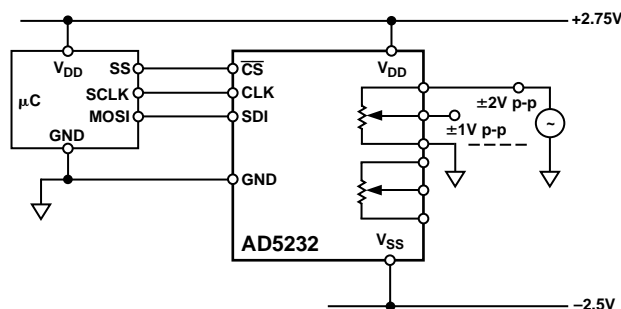 +2.75V
VDD
SS
CS
VDD
μC
SCLK
CLK
±2V p-p
MOSI
SDI
±1V p-p
~
GND
GND
AD5232
VSS
–2.5V